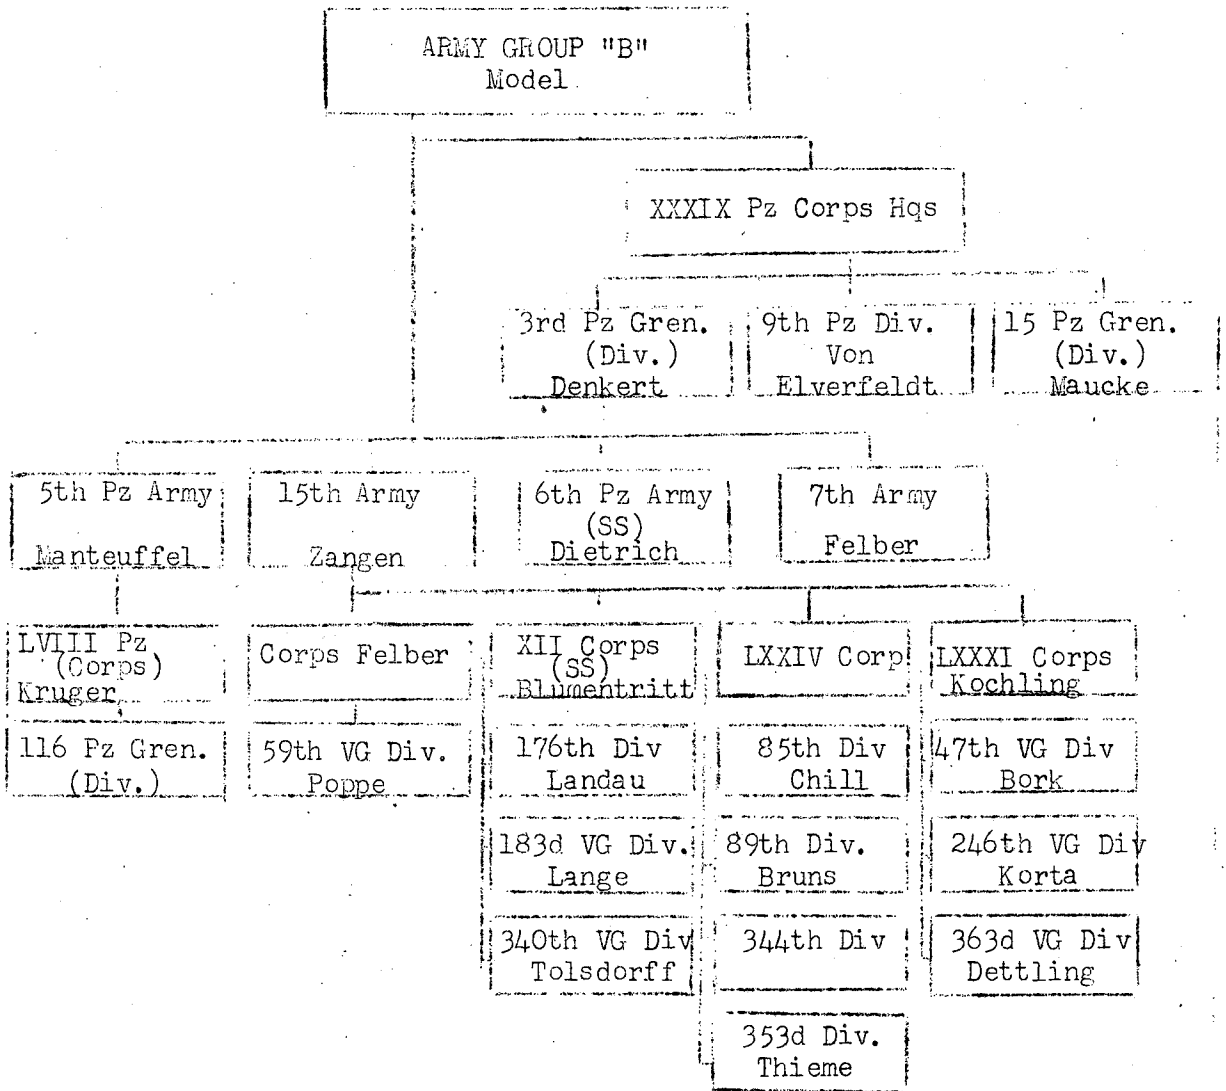 ARMY GROUP "B"
Model
XXXIX Pz Corps Hqs
3rd Pz Gren.
(Div.)
Denkert
9th Pz Div.
Von
Elverfeldt
15 Pz Gren.
(Div.)
Maucke
5th Pz Army
Manteuffel
15th Army
Zangen
6th Pz Army
(SS)
Dietrich
7th Army
Felber
LVIII Pz
(Corps)
Kruger
Corps Felber
XII Corps
(SS)
Blumentritt
LXXIV Corp
LXXXI Corps
Kochling
116 Pz Gren.
(Div.)
59th VG Div.
Poppe
176th Div
Landau
85th Div
Chill
47th VG Div
Bork
183d VG Div.
Lange
89th Div.
Bruns
246th VG Div
Korta
340th VG Div
Tolsdorff
344th Div
363d VG Div
Dettling
353d Div.
Thieme